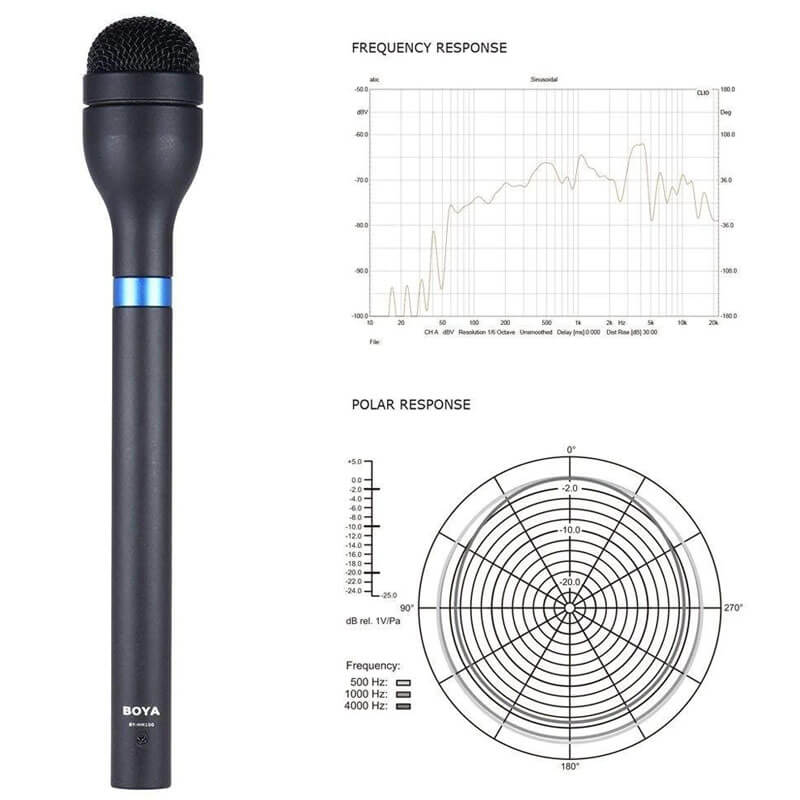 FREQUENCY RESPONSE
abc
Sinusoidal
-50.0
180.0
CLIO
dBV
Deg
-60.0
108.0
-70.0
36.0
-80.0
-36.0
-90.0
-108.0
-100.0
-180.0
10 20 50 100 200 500 1k 2k Hz 5k 10k 20k
CH A dBV Resolution 1/6 Octave Unsmoothed Delay [ms] 0.000 Dist Rise [dB] 30.00
File:
POLAR RESPONSE
+5.0
0.0
-2.0
-4.0
-6.0
-8.0
-10.0
-12.0
-14.0
-16.0
-18.0
-20.0
-22.0
-24.0
-25.0
dB rel. 1V/Pa
0°
-2.0
-10.0
-20.0
90°
270°
180°
Frequency:
500 Hz:
1000 Hz:
4000 Hz:
BOYA
BY-HM100